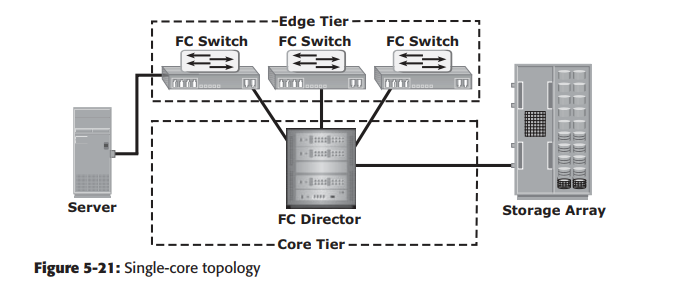 Edge Tier
FC Switch FC Switch FC Switch
Server
FC Director
Storage Array
Core Tier
Figure 5-21: Single-core topology